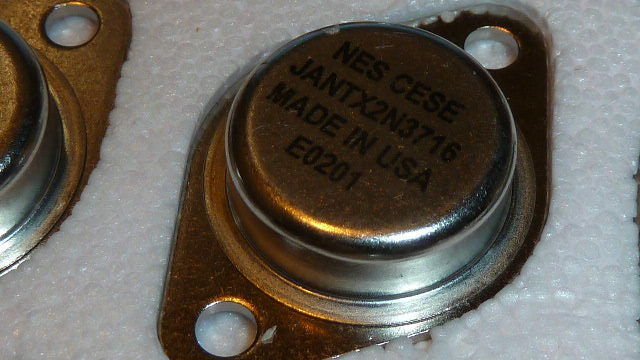 NES CESE
JANTX2N3716
MADE IN USA
E0201